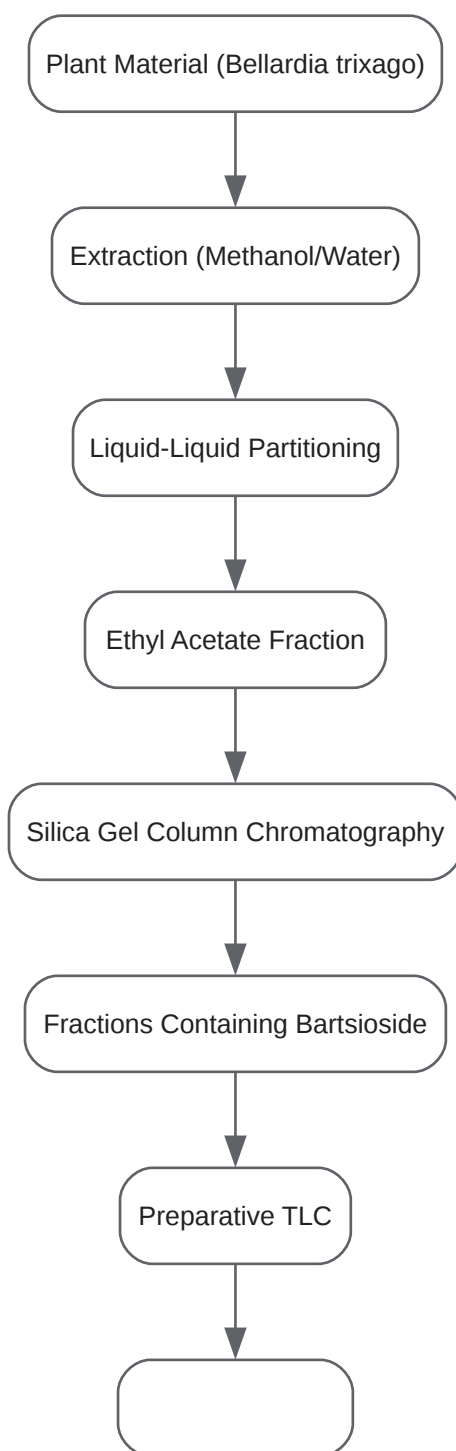 Plant Material (Bellardia trixago)
Extraction (Methanol/Water)
Liquid-Liquid Partitioning
Ethyl Acetate Fraction
Silica Gel Column Chromatography
Fractions Containing Bartsioside
Preparative TLC